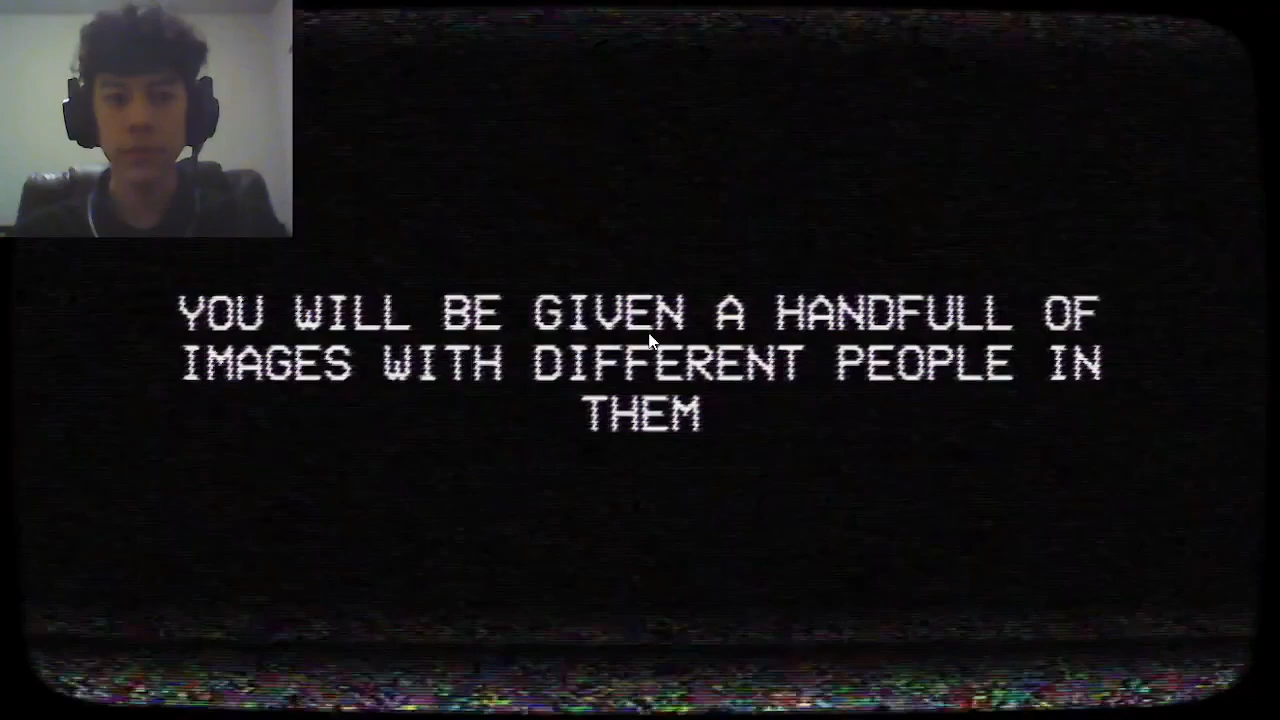 YOU WILL BE GIVEN A HANDFULL OF
IMAGES WITH DIFFERENT PEOPLE IN
THEM